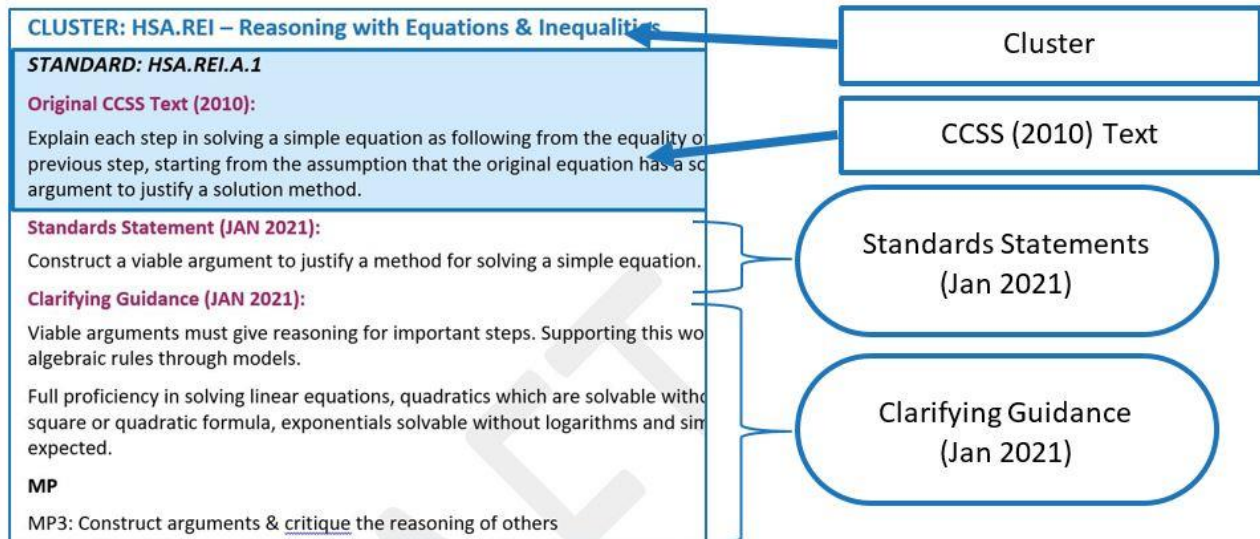 CLUSTER: HSA.REI – Reasoning with Equations & Inequalities
STANDARD: HSA.REI.A.1
Original CCSS Text (2010):
Explain each step in solving a simple equation as following from the equality
previous step, starting from the assumption that the original equation has a
argument to justify a solution method.
Standards Statement (JAN 2021):
Construct a viable argument to justify a method for solving a simple equation.
Clarifying Guidance (JAN 2021):
Viable arguments must give reasoning for important steps. Supporting this
algebraic rules through models.
Full proficiency in solving linear equations, quadratics which are solvable
square or quadratic formula, exponentials solvable without logarithms and
expected.
MP
MP3: Construct arguments & critique the reasoning of others
Cluster
CCSS (2010) Text
Standards Statements
(Jan 2021)
Clarifying Guidance
(Jan 2021)